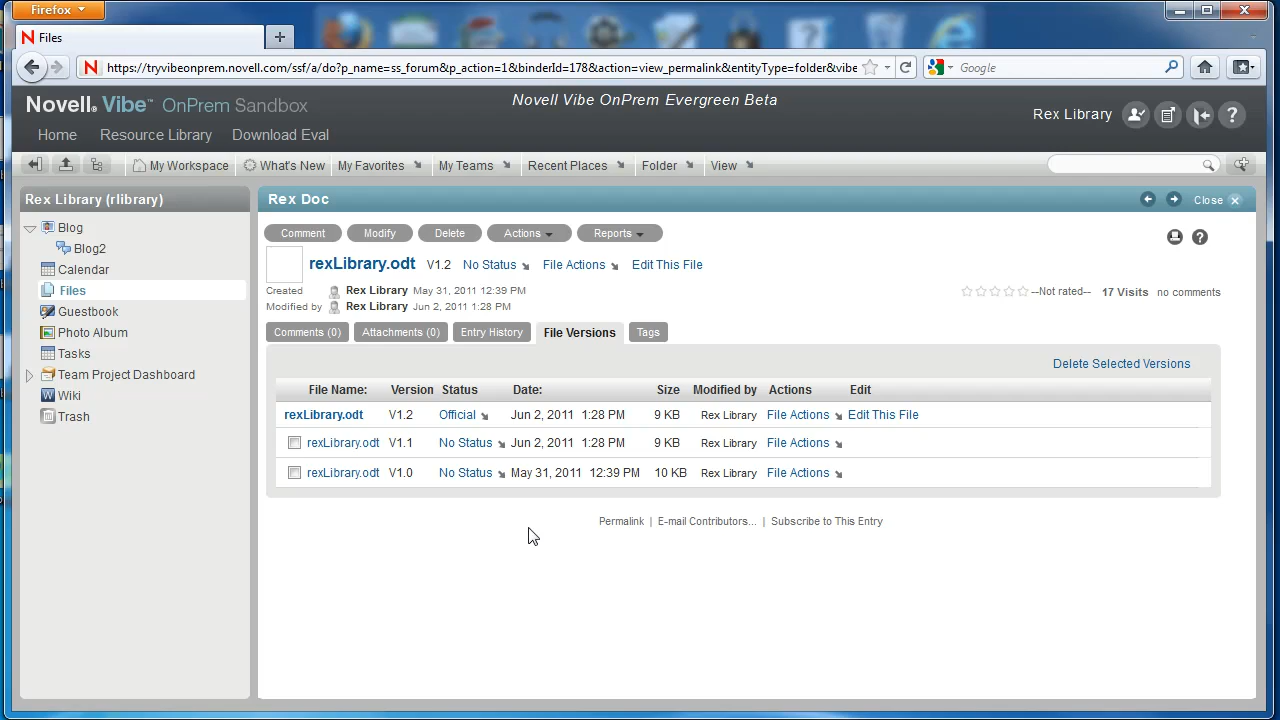 Firefox
Files
https://tryvibeonprem.novell.com/ssf/a/do?p_name=ss_forum&p_action=1&binderId=178&action=view_permalink&entityType=folder&vibe
Google
Novell® Vibe™ OnPrem Sandbox
Novell Vibe OnPrem Evergreen Beta
Rex Library
Home Resource Library Download Eval
My Workspace What's New My Favorites My Teams Recent Places Folder View
Rex Library (rlibrary)
Blog
Blog2
Calendar
Files
Guestbook
Photo Album
Tasks
Team Project Dashboard
Wiki
Trash
Rex Doc Close
Comment Modify Delete Actions Reports
rexLibrary.odt V1.2 No Status File Actions Edit This File
Created Rex Library May 31, 2011 12:39 PM
Modified by Rex Library Jun 2, 2011 1:28 PM
--Not rated-- 17 Visits no comments
Comments (0) Attachments (0) Entry History File Versions Tags
Delete Selected Versions
File Name: Version Status Date: Size Modified by Actions Edit
rexLibrary.odt V1.2 Official Jun 2, 2011 1:28 PM 9 KB Rex Library File Actions Edit This File
rexLibrary.odt V1.1 No Status Jun 2, 2011 1:28 PM 9 KB Rex Library File Actions
rexLibrary.odt V1.0 No Status May 31, 2011 12:39 PM 10 KB Rex Library File Actions
Permalink | E-mail Contributors... | Subscribe to This Entry